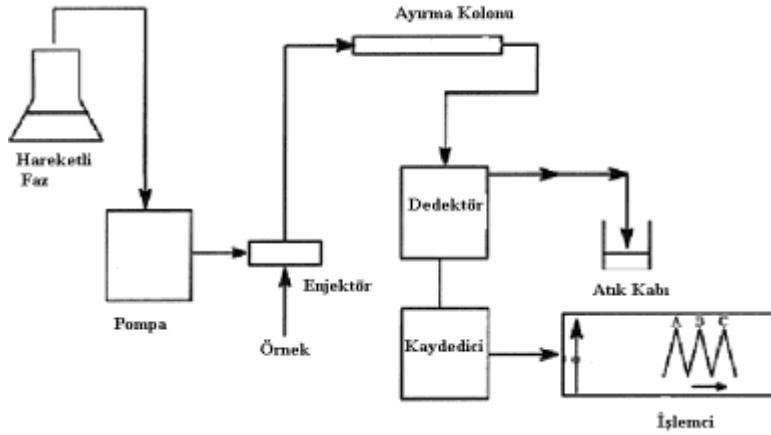 Ayırma Kolonu
Hareketli
Faz
Dedektör
Enjektör
Atık Kabı
Pompa
Örnek
Kaydedici
A B C
İşlemci